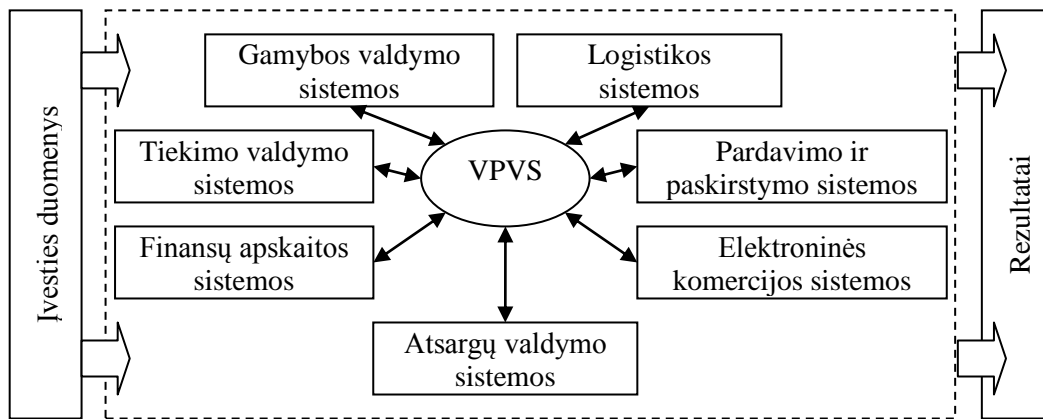 Įvesties duomenys
Gamybos valdymo
sistemos
Logistikos
sistemos
Tiekimo valdymo
sistemos
VPVS
Pardavimo ir
paskirstymo sistemos
Finansų apskaitos
sistemos
Elektroninės
komercijos sistemos
Atsargų valdymo
sistemos
Rezultatai